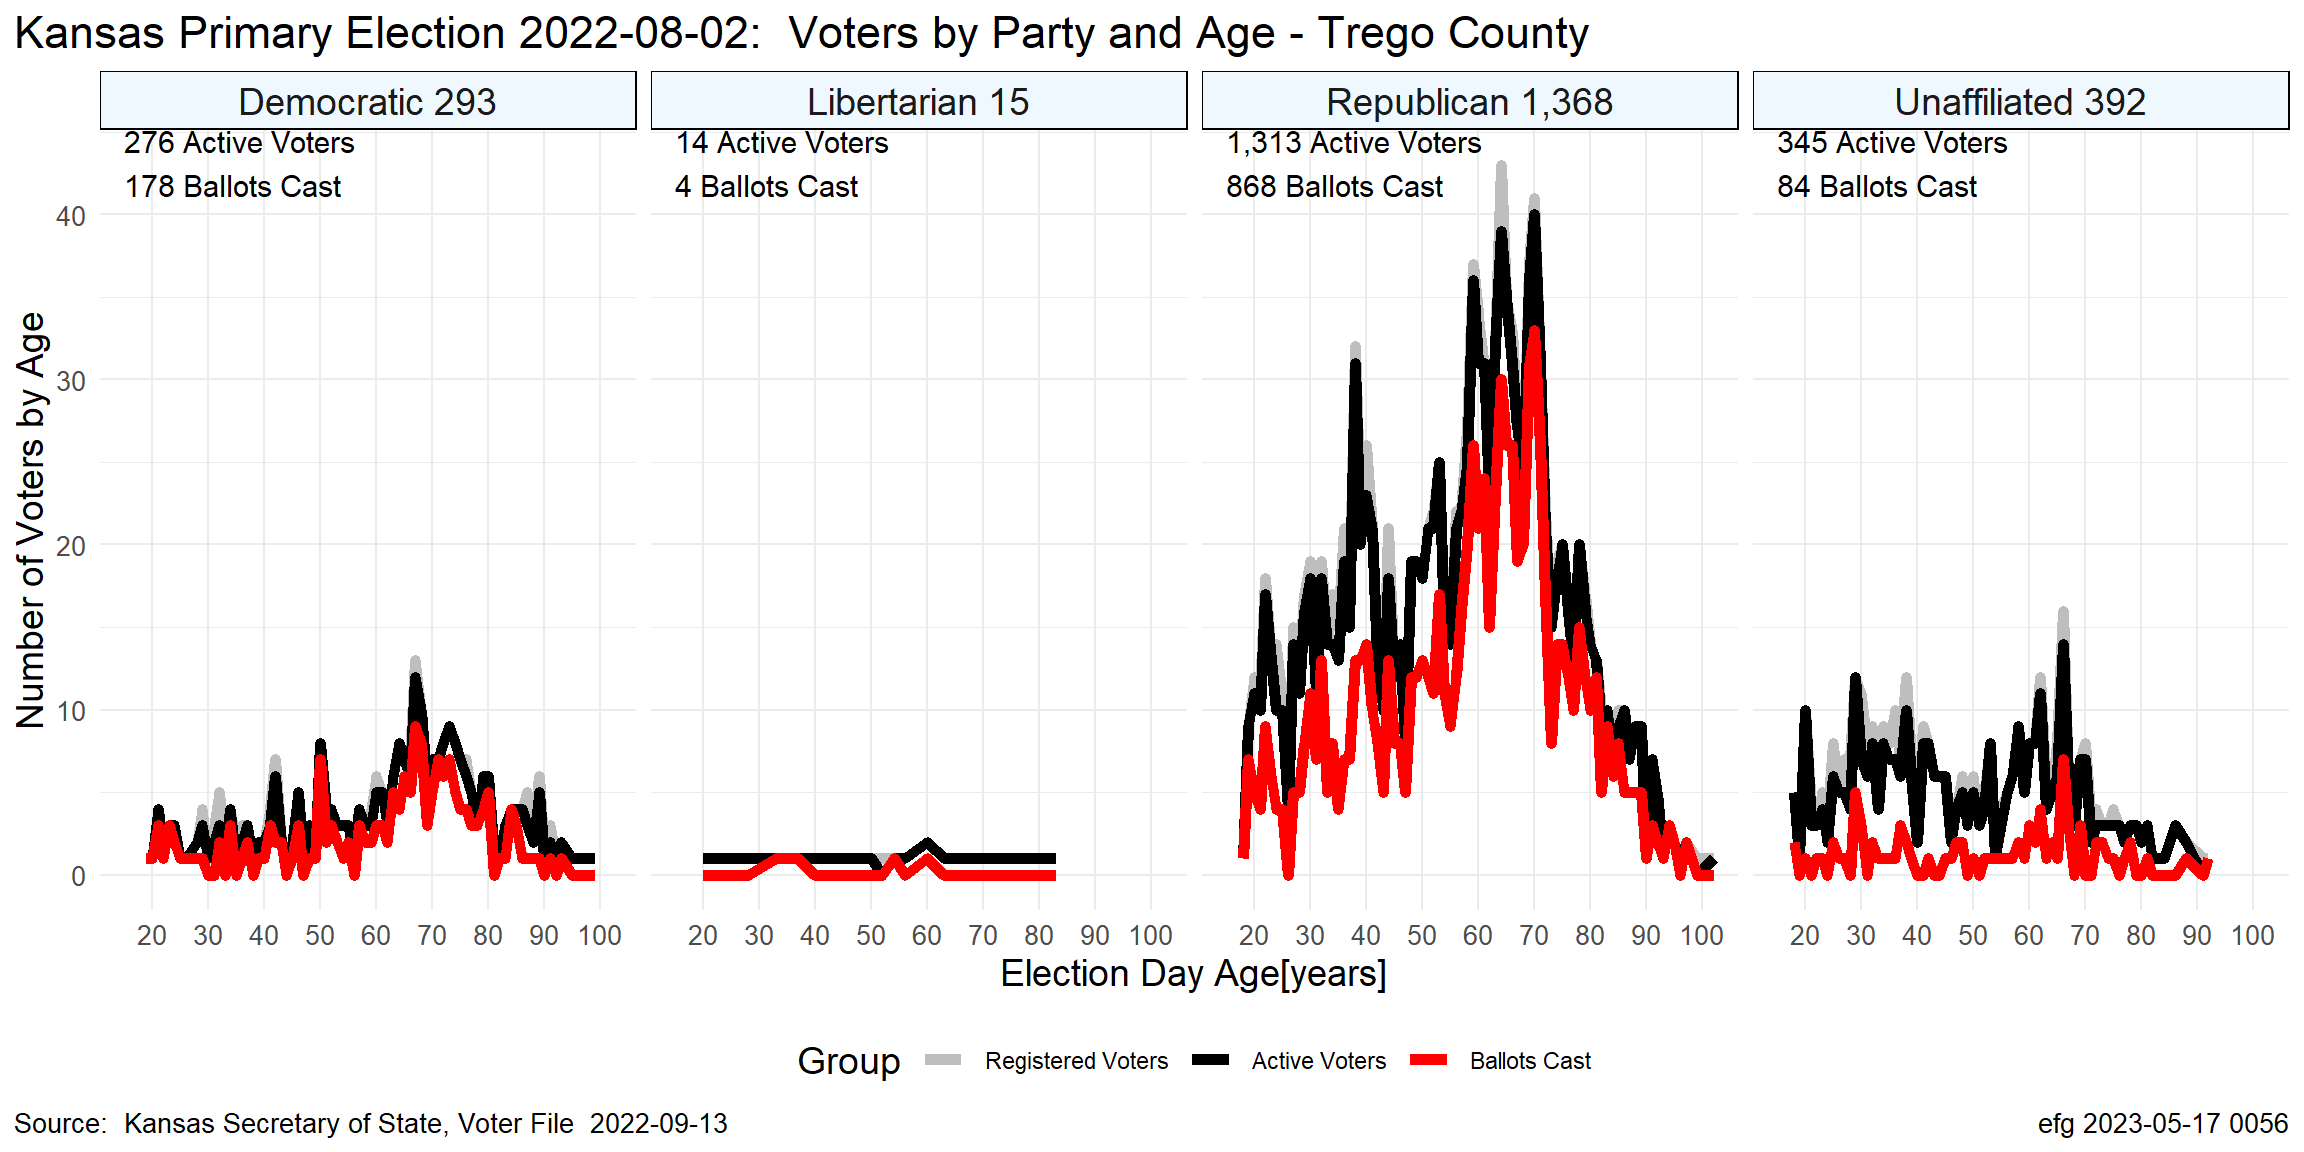 Kansas Primary Election 2022-08-02:  Voters by Party and Age - Trego County
Democratic 293
Libertarian 15
Republican 1,368
Unaffiliated 392
276 Active Voters
178 Ballots Cast
14 Active Voters
4 Ballots Cast
1,313 Active Voters
868 Ballots Cast
345 Active Voters
84 Ballots Cast
Number of Voters by Age
40
30
20
10
0
20 30 40 50 60 70 80 90 100
20 30 40 50 60 70 80 90 100
20 30 40 50 60 70 80 90 100
20 30 40 50 60 70 80 90 100
Election Day Age[years]
Group Registered Voters Active Voters Ballots Cast
Source:  Kansas Secretary of State, Voter File  2022-09-13
efg 2023-05-17 0056